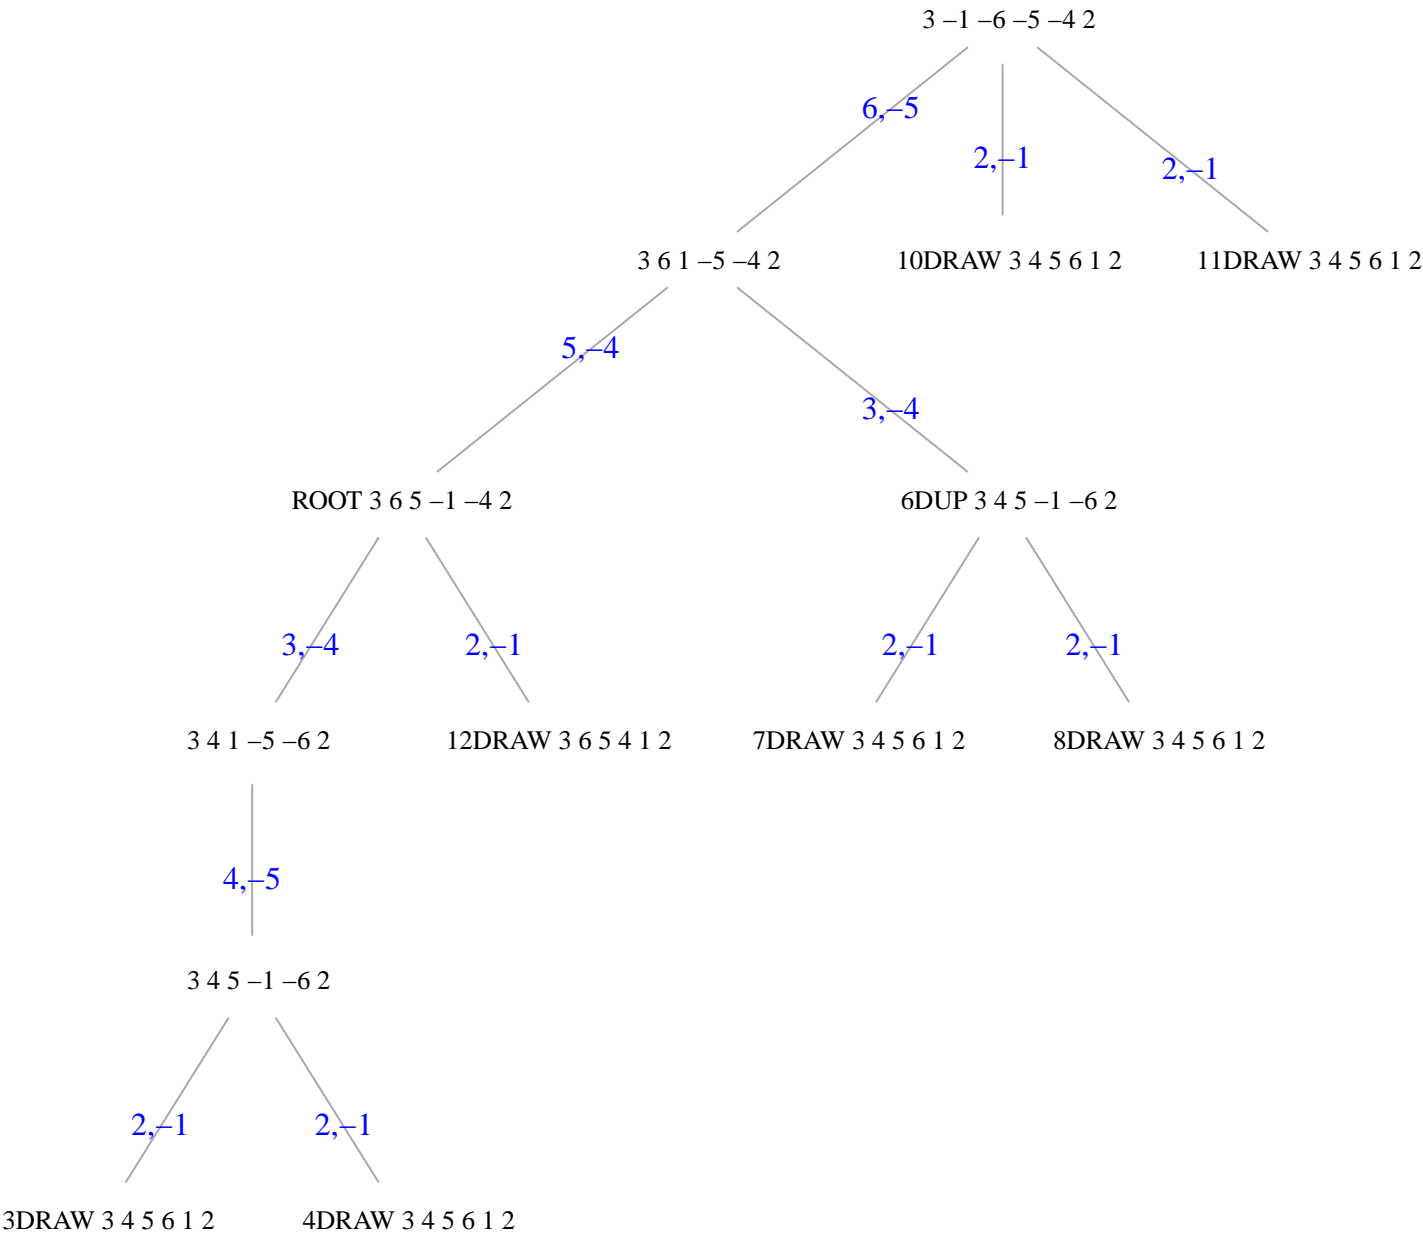 3 –1 –6 –5 –4 2
6,–5
2,–1
2,–1
3 6 1 –5 –4 2
10DRAW 3 4 5 6 1 2
11DRAW 3 4 5 6 1 2
5,–4
3,–4
ROOT 3 6 5 –1 –4 2
6DUP 3 4 5 –1 –6 2
3,–4
2,–1
2,–1
2,–1
3 4 1 –5 –6 2
12DRAW 3 6 5 4 1 2
7DRAW 3 4 5 6 1 2
8DRAW 3 4 5 6 1 2
4,–5
3 4 5 –1 –6 2
2,–1
2,–1
3DRAW 3 4 5 6 1 2
4DRAW 3 4 5 6 1 2